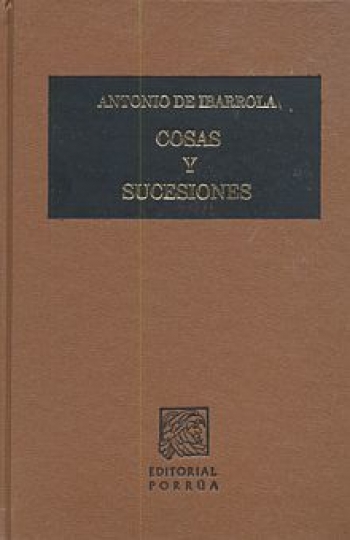 ANTONIO DE IBARROLA
COSAS
Y
SUCESIONES
EDITORIAL
PORRÚA